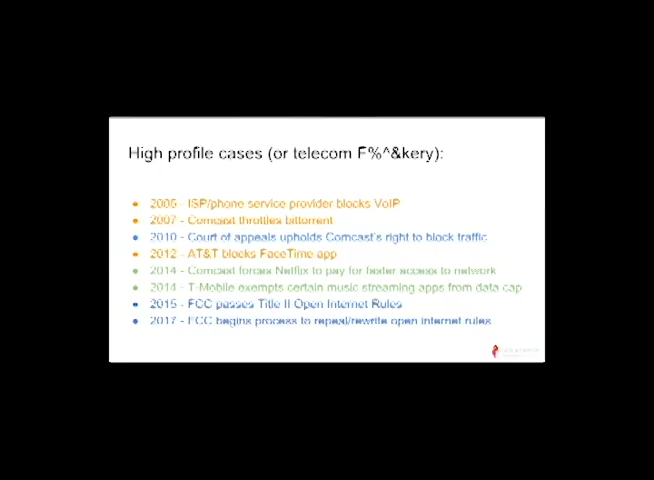 High profile cases (or telecom F%^&kery):
● 2005 - ISP/phone service provider blocks VoIP
● 2007 - Comcast throttles bittorrent
● 2010 - Court of appeals upholds Comcast's right to block traffic
● 2012 - AT&T blocks FaceTime app
● 2014 - Comcast forces Netflix to pay for faster access to network
● 2014 - T-Mobile exempts certain music streaming apps from data cap
● 2015 - FCC passes Title II Open Internet Rules
● 2017 - FCC begins process to repeal/rewrite open internet rules